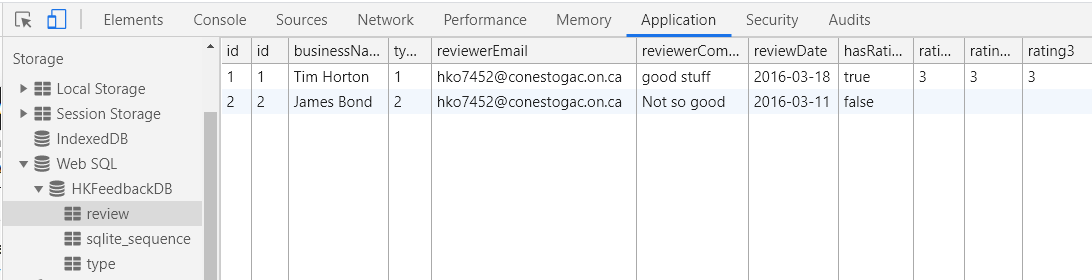 Elements Console Sources Network Performance Memory Application Security Audits
Storage
Local Storage
Session Storage
IndexedDB
Web SQL
HKFeedbackDB
review
sqlite_sequence
type
id id businessNa... ty... reviewerEmail reviewerCom... reviewDate hasRati... rati... ratin... rating3
1 1 Tim Horton 1 hko7452@conestogac.on.ca good stuff 2016-03-18 true 3 3 3
2 2 James Bond 2 hko7452@conestogac.on.ca Not so good 2016-03-11 false